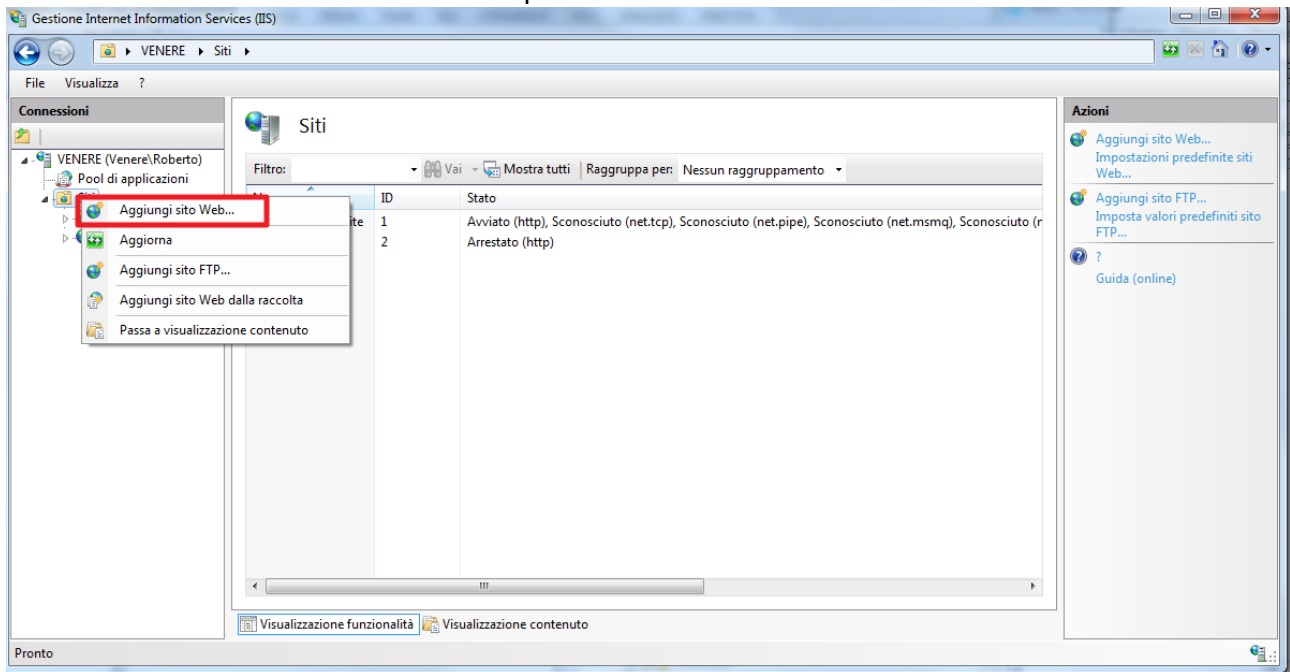 Gestione Internet Information Services (IIS)
VENERE Siti
File Visualizza ?
Connessioni
VENERE (Venere\Roberto)
Pool di applicazioni
Aggiungi sito Web...
Aggiorna
Aggiungi sito FTP...
Aggiungi sito Web dalla raccolta
Passa a visualizzazione contenuto
Siti
Filtro: Vai Mostra tutti Raggruppa per: Nessun raggruppamento
ID Stato
ite 1 Avviato (http), Sconosciuto (net.tcp), Sconosciuto (net.pipe), Sconosciuto (net.msmq), Sconosciuto (r
2 Arrestato (http)
Visualizzazione funzionalità Visualizzazione contenuto
Azioni
Aggiungi sito Web...
Impostazioni predefinite siti
Web...
Aggiungi sito FTP...
Imposta valori predefiniti sito
FTP...
?
Guida (online)
Pronto